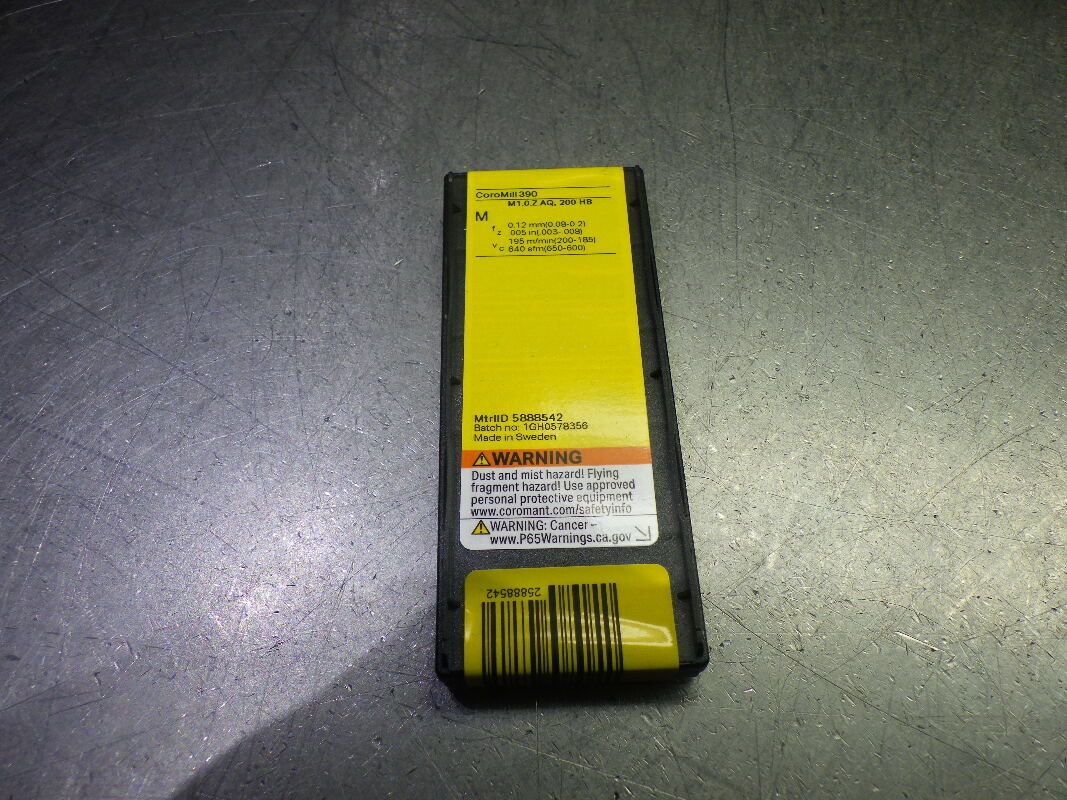 CoroMill 390
M1.0.Z.AQ, 200 HB
M
fz 0.12 mm(0.08-0.2)
.005 in(.003-.008)
vc 195 m/min(200-185)
640 sfm(650-600)
MtrlID 5888542
Batch no: 1GH0578356
Made in Sweden
WARNING
Dust and mist hazard! Flying
fragment hazard! Use approved
personal protective equipment
www.coromant.com/safetyinfo
WARNING: Cancer -
www.P65Warnings.ca.gov
25888542